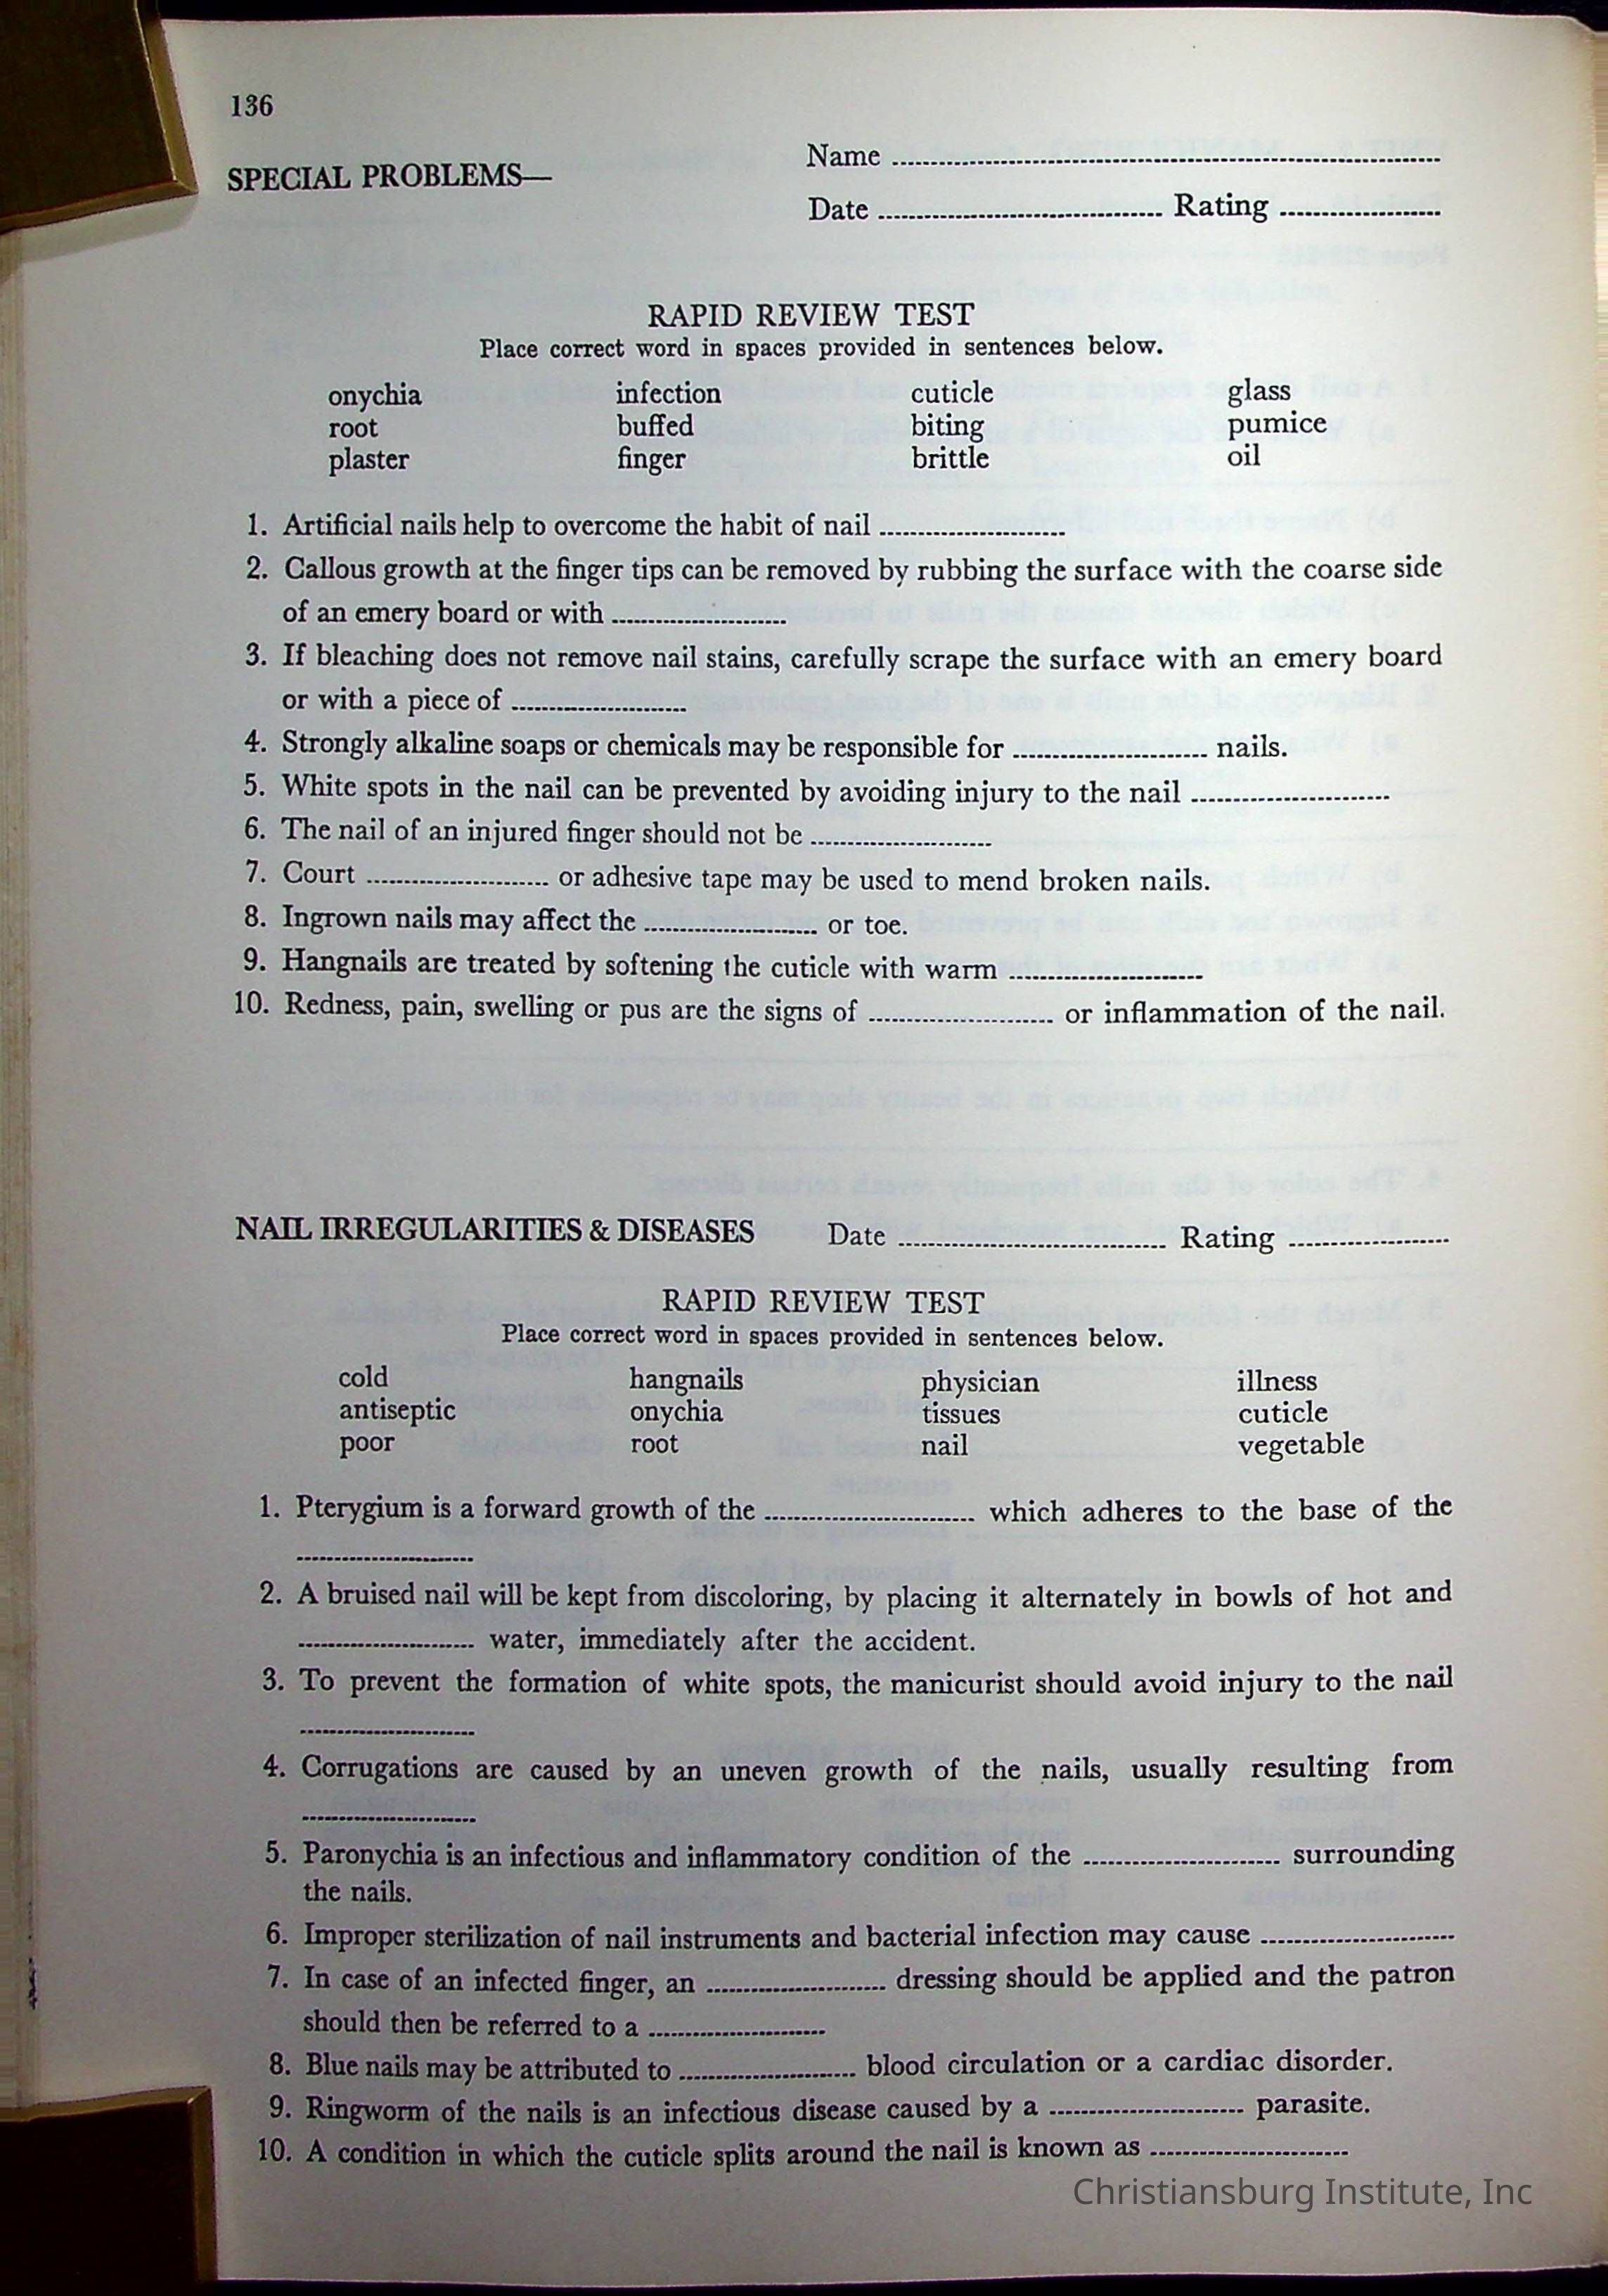 136
SPECIAL PROBLEMS—
Name
Date Rating
RAPID REVIEW TEST
Place correct word in spaces provided in sentences below.
onychia infection cuticle glass
root buffed biting pumice
plaster finger brittle oil
1. Artificial nails help to overcome the habit of nail
2. Callous growth at the finger tips can be removed by rubbing the surface with the coarse side
of an emery board or with
3. If bleaching does not remove nail stains, carefully scrape the surface with an emery board
or with a piece of
4. Strongly alkaline soaps or chemicals may be responsible for ........................ nails.
5. White spots in the nail can be prevented by avoiding injury to the nail
6. The nail of an injured finger should not be
7. Court ........................ or adhesive tape may be used to mend broken nails.
8. Ingrown nails may affect the ........................ or toe.
9. Hangnails are treated by softening the cuticle with warm
10. Redness, pain, swelling or pus are the signs of ........................ or inflammation of the nail.
NAIL IRREGULARITIES & DISEASES Date ........................ Rating
RAPID REVIEW TEST
Place correct word in spaces provided in sentences below.
cold hangnails physician illness
antiseptic onychia tissues cuticle
poor root nail vegetable
1. Pterygium is a forward growth of the ........................ which adheres to the base of the
........................
2. A bruised nail will be kept from discoloring, by placing it alternately in bowls of hot and
........................ water, immediately after the accident.
3. To prevent the formation of white spots, the manicurist should avoid injury to the nail
........................
4. Corrugations are caused by an uneven growth of the nails, usually resulting from
........................
5. Paronychia is an infectious and inflammatory condition of the ........................ surrounding
the nails.
6. Improper sterilization of nail instruments and bacterial infection may cause
7. In case of an infected finger, an ........................ dressing should be applied and the patron
should then be referred to a
8. Blue nails may be attributed to ........................ blood circulation or a cardiac disorder.
9. Ringworm of the nails is an infectious disease caused by a ........................ parasite.
10. A condition in which the cuticle splits around the nail is known as
Christiansburg Institute, Inc